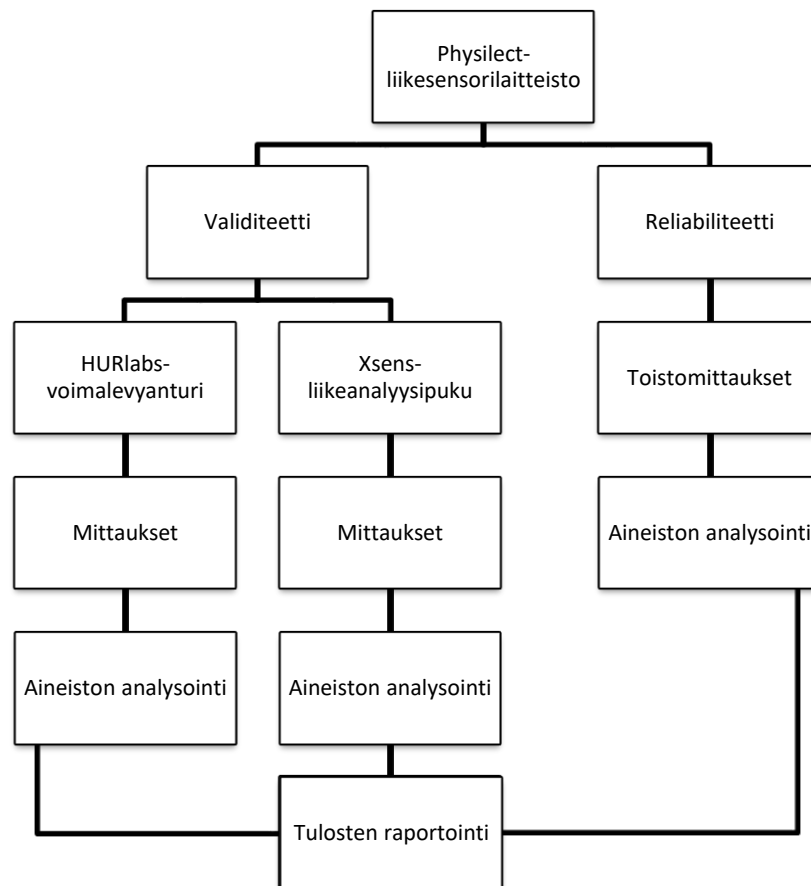 Physilect-
liikesensorilaitteisto
Validiteetti
Reliabiliteetti
HURlabs-
voimalevyanturi
Xsens-
liikeanalyysipuku
Toistomittaukset
Mittaukset
Mittaukset
Aineiston analysointi
Aineiston analysointi
Aineiston analysointi
Tulosten raportointi